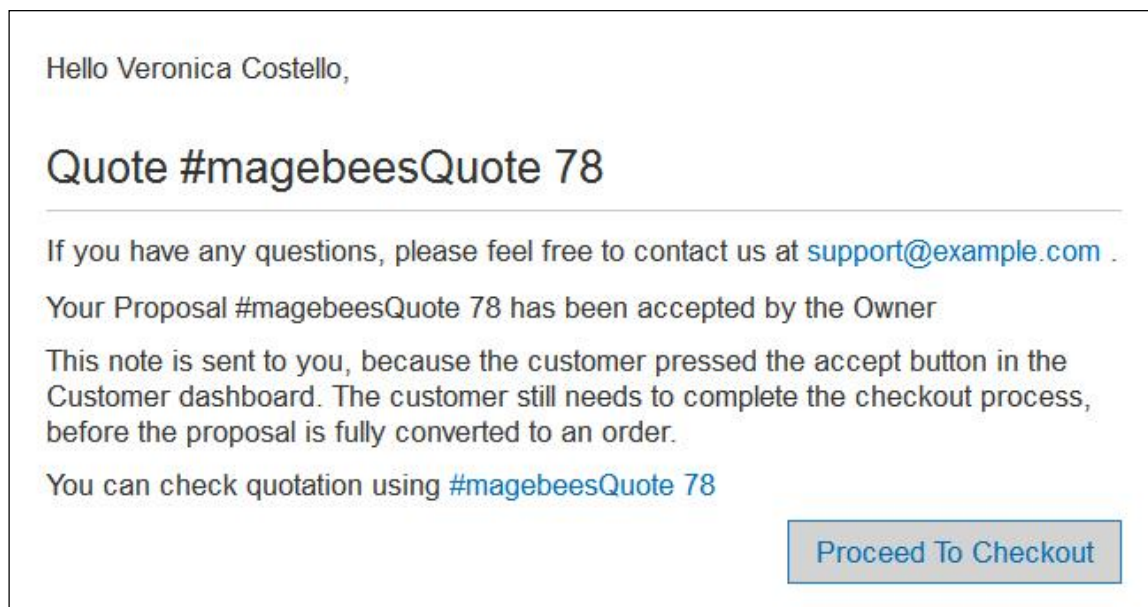 Hello Veronica Costello,
Quote #magebeesQuote 78
If you have any questions, please feel free to contact us at support@example.com .
Your Proposal #magebeesQuote 78 has been accepted by the Owner
This note is sent to you, because the customer pressed the accept button in the
Customer dashboard. The customer still needs to complete the checkout process,
before the proposal is fully converted to an order.
You can check quotation using #magebeesQuote 78
Proceed To Checkout